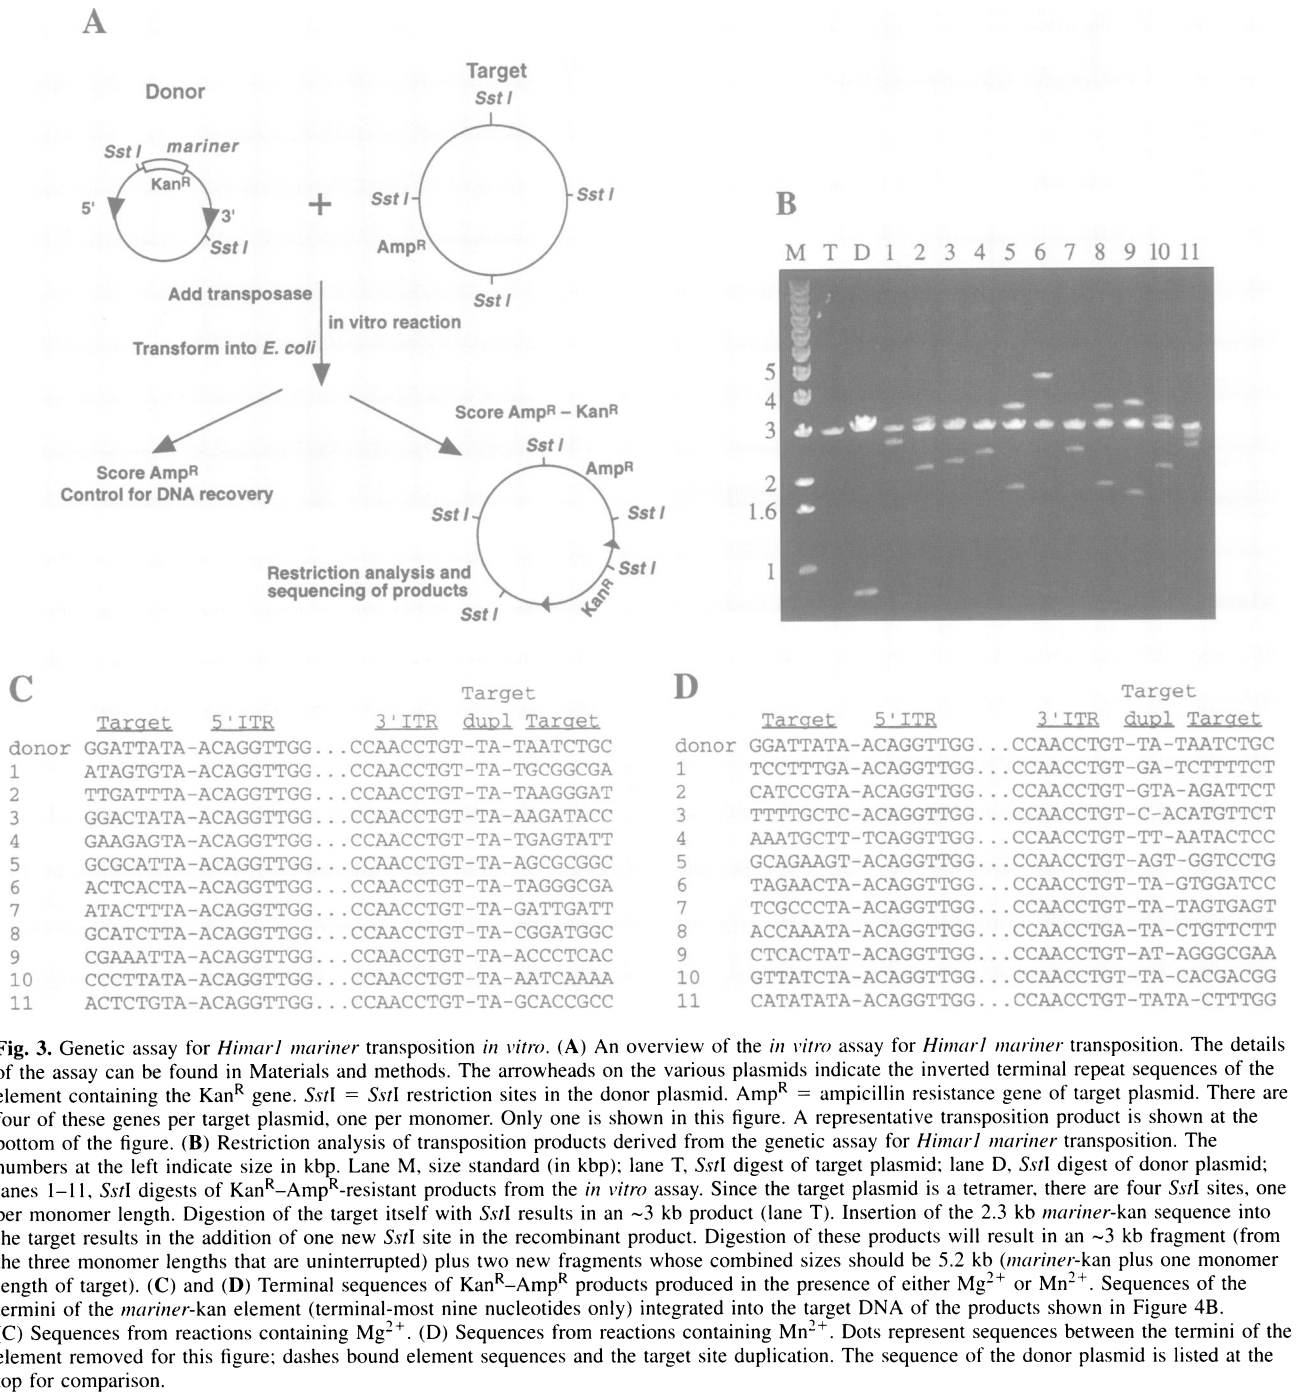 A
Donor
Target
Sst I
Sst I
mariner
KanR
5'
3'
Sst I
+
Sst I
Sst I
AmpR
Sst I
Add transposase
in vitro reaction
Transform into E. coli
Score AmpR
Control for DNA recovery
Score AmpR – KanR
Sst I
AmpR
Sst I
Sst I
Sst I
KanR
Sst I
Restriction analysis and
sequencing of products
B
M T D 1 2 3 4 5 6 7 8 9 10 11
5
4
3
2
1.6
1
C
Target
Target 5'ITR 3'ITR dupl Target
donor GGATTATA-ACAGGTTGG...CCAACCTGT-TA-TAATCTGC
1 ATAGTGTA-ACAGGTTGG...CCAACCTGT-TA-TGCGGCGA
2 TTGATTTA-ACAGGTTGG...CCAACCTGT-TA-TAAGGGAT
3 GGACTATA-ACAGGTTGG...CCAACCTGT-TA-AAGATACC
4 GAAGAGTA-ACAGGTTGG...CCAACCTGT-TA-TGAGTATT
5 GCGCATTA-ACAGGTTGG...CCAACCTGT-TA-AGCGCGGC
6 ACTCACTA-ACAGGTTGG...CCAACCTGT-TA-TAGGGCGA
7 ATACTTTA-ACAGGTTGG...CCAACCTGT-TA-GATTGATT
8 GCATCTTA-ACAGGTTGG...CCAACCTGT-TA-CGGATGGC
9 CGAAATTA-ACAGGTTGG...CCAACCTGT-TA-ACCCTCAC
10 CCCTTATA-ACAGGTTGG...CCAACCTGT-TA-AATCAAAA
11 ACTCTGTA-ACAGGTTGG...CCAACCTGT-TA-GCACCGCC
D
Target
Target 5'ITR 3'ITR dupl Target
donor GGATTATA-ACAGGTTGG...CCAACCTGT-TA-TAATCTGC
1 TCCTTTGA-ACAGGTTGG...CCAACCTGT-GA-TCTTTTCT
2 CATCCGTA-ACAGGTTGG...CCAACCTGT-GTA-AGATTCT
3 TTTTGCTC-ACAGGTTGG...CCAACCTGT-C-ACATGTTCT
4 AAATGCTT-TCAGGTTGG...CCAACCTGT-TT-AATACTCC
5 GCAGAAGT-ACAGGTTGG...CCAACCTGT-AGT-GGTCCTG
6 TAGAACTA-ACAGGTTGG...CCAACCTGT-TA-GTGGATCC
7 TCGCCCTA-ACAGGTTGG...CCAACCTGT-TA-TAGTGAGT
8 ACCAAATA-ACAGGTTGG...CCAACCTGA-TA-CTGTTCTT
9 CTCACTAT-ACAGGTTGG...CCAACCTGT-AT-AGGGCGAA
10 GTTATCTA-ACAGGTTGG...CCAACCTGT-TA-CACGACGG
11 CATATATA-ACAGGTTGG...CCAACCTGT-TATA-CTTTGG
Fig. 3. Genetic assay for Himar1 mariner transposition in vitro. (A) An overview of the in vitro assay for Himar1 mariner transposition. The details
of the assay can be found in Materials and methods. The arrowheads on the various plasmids indicate the inverted terminal repeat sequences of the
element containing the KanR gene. SstI = SstI restriction sites in the donor plasmid. AmpR = ampicillin resistance gene of target plasmid. There are
four of these genes per target plasmid, one per monomer. Only one is shown in this figure. A representative transposition product is shown at the
bottom of the figure. (B) Restriction analysis of transposition products derived from the genetic assay for Himar1 mariner transposition. The
numbers at the left indicate size in kbp. Lane M, size standard (in kbp); lane T, SstI digest of target plasmid; lane D, SstI digest of donor plasmid;
lanes 1–11, SstI digests of KanR–AmpR-resistant products from the in vitro assay. Since the target plasmid is a tetramer, there are four SstI sites, one
per monomer length. Digestion of the target itself with SstI results in an ~3 kb product (lane T). Insertion of the 2.3 kb mariner-kan sequence into
the target results in the addition of one new SstI site in the recombinant product. Digestion of these products will result in an ~3 kb fragment (from
the three monomer lengths that are uninterrupted) plus two new fragments whose combined sizes should be 5.2 kb (mariner-kan plus one monomer
length of target). (C) and (D) Terminal sequences of KanR–AmpR products produced in the presence of either Mg2+ or Mn2+. Sequences of the
termini of the mariner-kan element (terminal-most nine nucleotides only) integrated into the target DNA of the products shown in Figure 4B.
(C) Sequences from reactions containing Mg2+. (D) Sequences from reactions containing Mn2+. Dots represent sequences between the termini of the
element removed for this figure; dashes bound element sequences and the target site duplication. The sequence of the donor plasmid is listed at the
top for comparison.